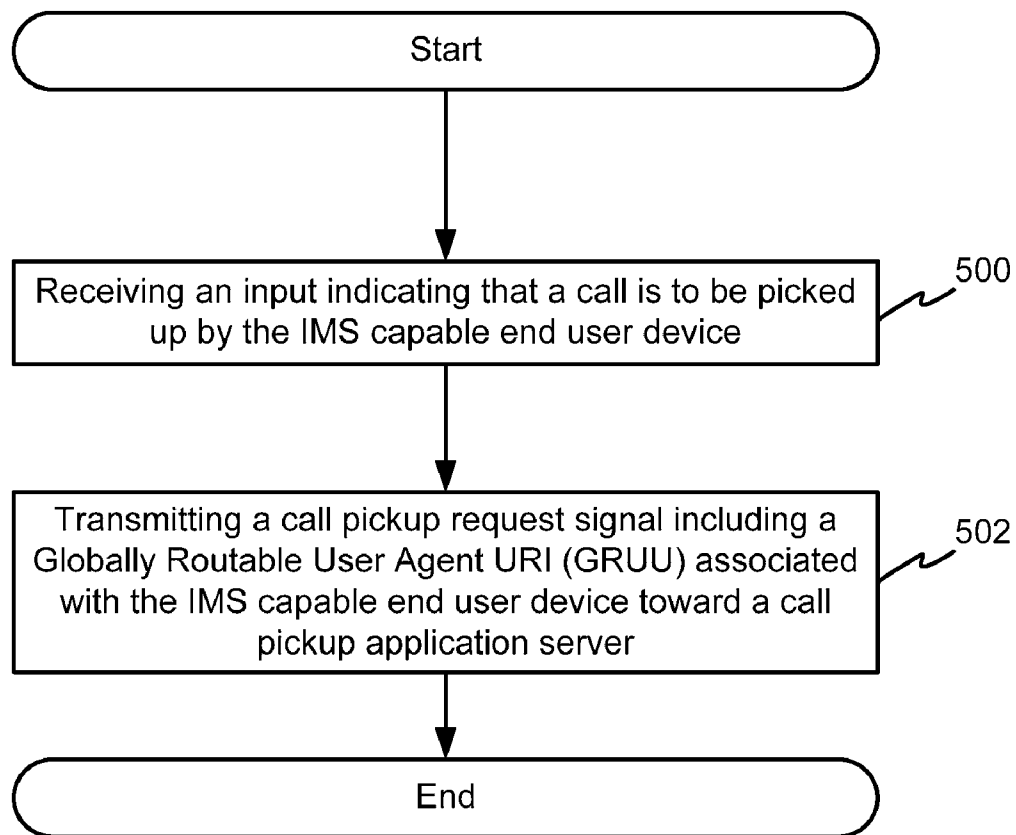 Start
Receiving an input indicating that a call is to be picked
up by the IMS capable end user device
500
Transmitting a call pickup request signal including a
Globally Routable User Agent URI (GRUU) associated
with the IMS capable end user device toward a call
pickup application server
502
End